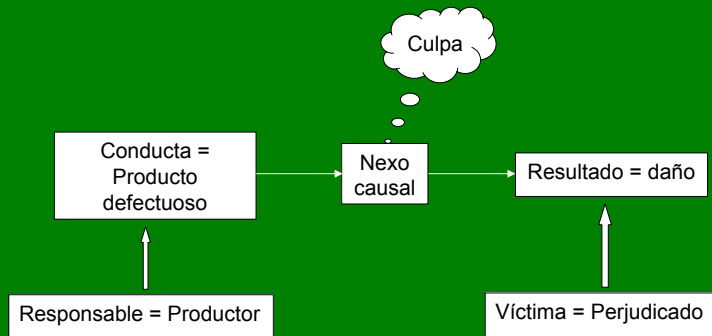 Culpa
Conducta =
Producto
defectuoso
Nexo
causal
Resultado = daño
Responsable = Productor
Víctima = Perjudicado